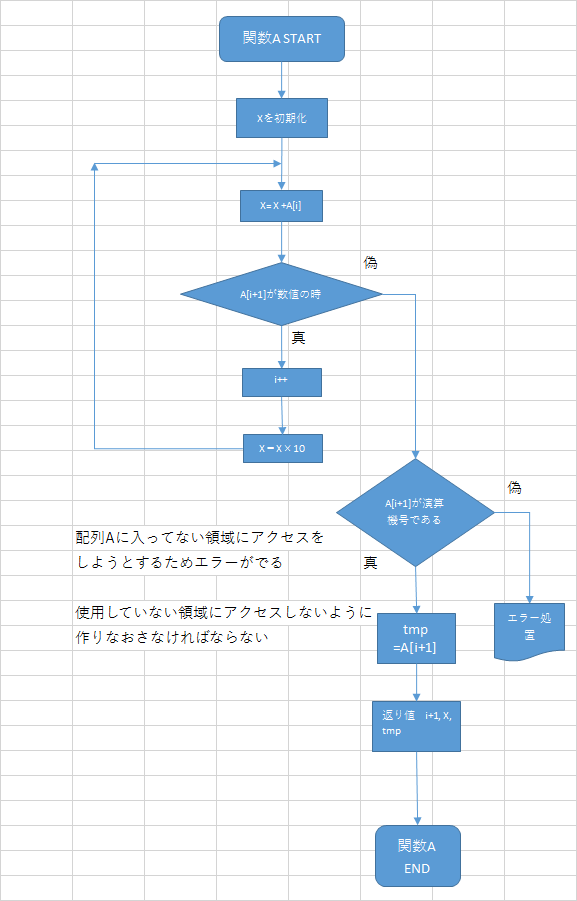 関数A START
Xを初期化
X=X+A[i]
偽
A[i+1]が数値の時
真
i++
X=X×10
偽
A[i+1]が演算
機号である
配列Aに入ってない領域にアクセスを
しようとするためエラーがでる
真
使用していない領域にアクセスしないように
作りなおさなければならない
エラー処
置
tmp
=A[i+1]
返り値 i+1, X,
tmp
関数A
END